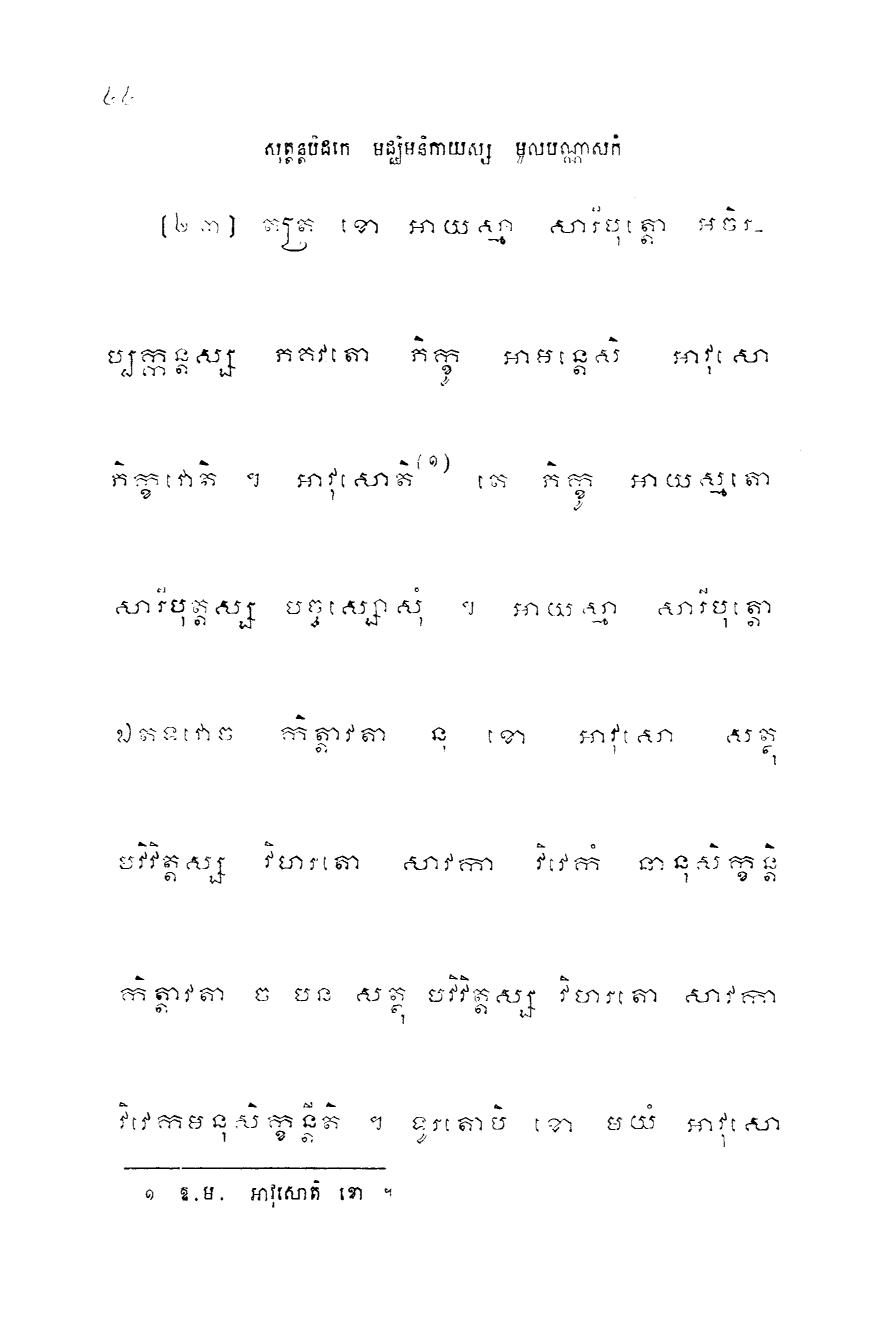 ៤៤
សុត្តន្តបិដកេ មជ្ឈិមនិកាយស្ស មូលបណ្ណាសកំ
[២៣] តត្រ ខោ អាយស្មា សារីបុត្តោ អចិរ-
ប្បក្កន្តស្ស ភគវតោ ភិក្ខូ អាមន្តេសិ អាវុសោ
ភិក្ខវោតិ ។ អាវុសោតិ(១) តេ ភិក្ខូ អាយស្មតោ
សារីបុត្តស្ស បច្ចស្សោសុំ ។ អាយស្មា សារីបុត្តោ
ឯតទវោច កិត្តាវតា នុ ខោ អាវុសោ សត្ថុ
បវិវិត្តស្ស វិហរតោ សាវកា វិវេកំ នានុសិក្ខន្តិ
កិត្តាវតា ច បន សត្ថុ បវិវិត្តស្ស វិហរតោ សាវកា
វិវេកមនុសិក្ខន្តីតិ ។ ទូរតោបិ ខោ មយំ អាវុសោ
១ ឱ.ម. អាវុសោតិ ខោ ។